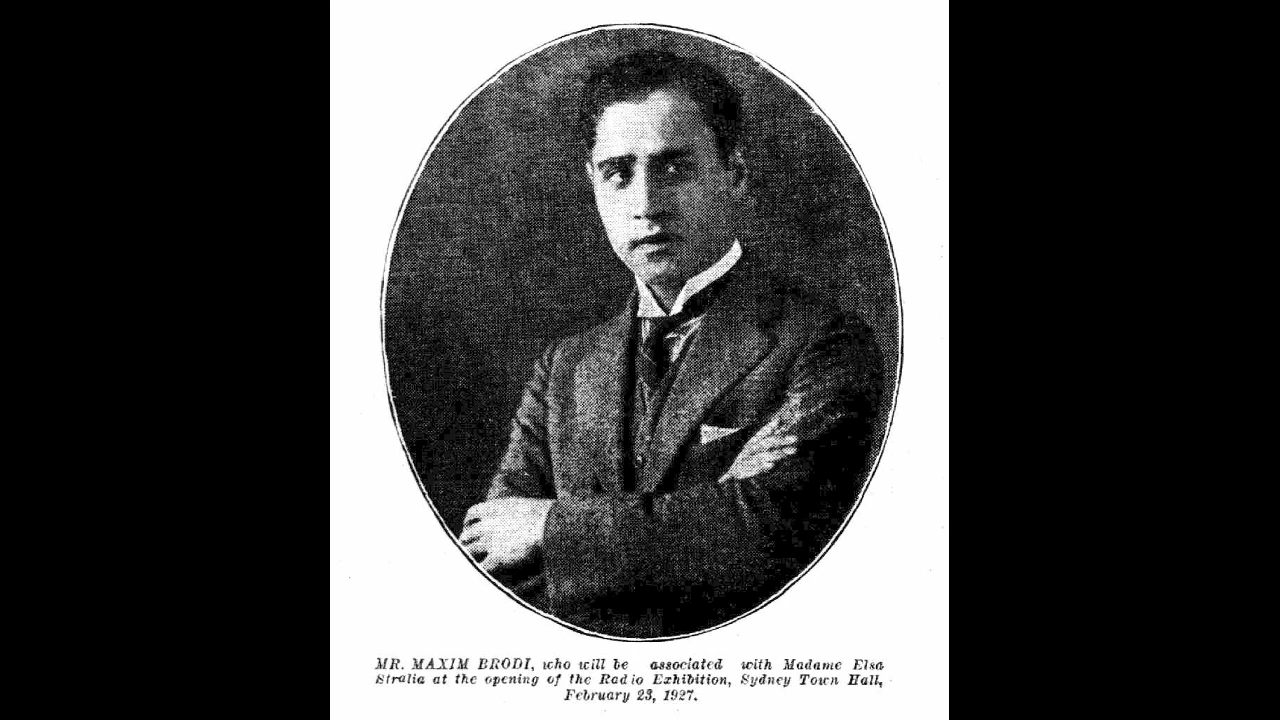 MR. MAXIM BRODI, who will be associated with Madame Elsa
Stralia at the opening of the Radio Exhibition, Sydney Town Hall,
February 23, 1927.